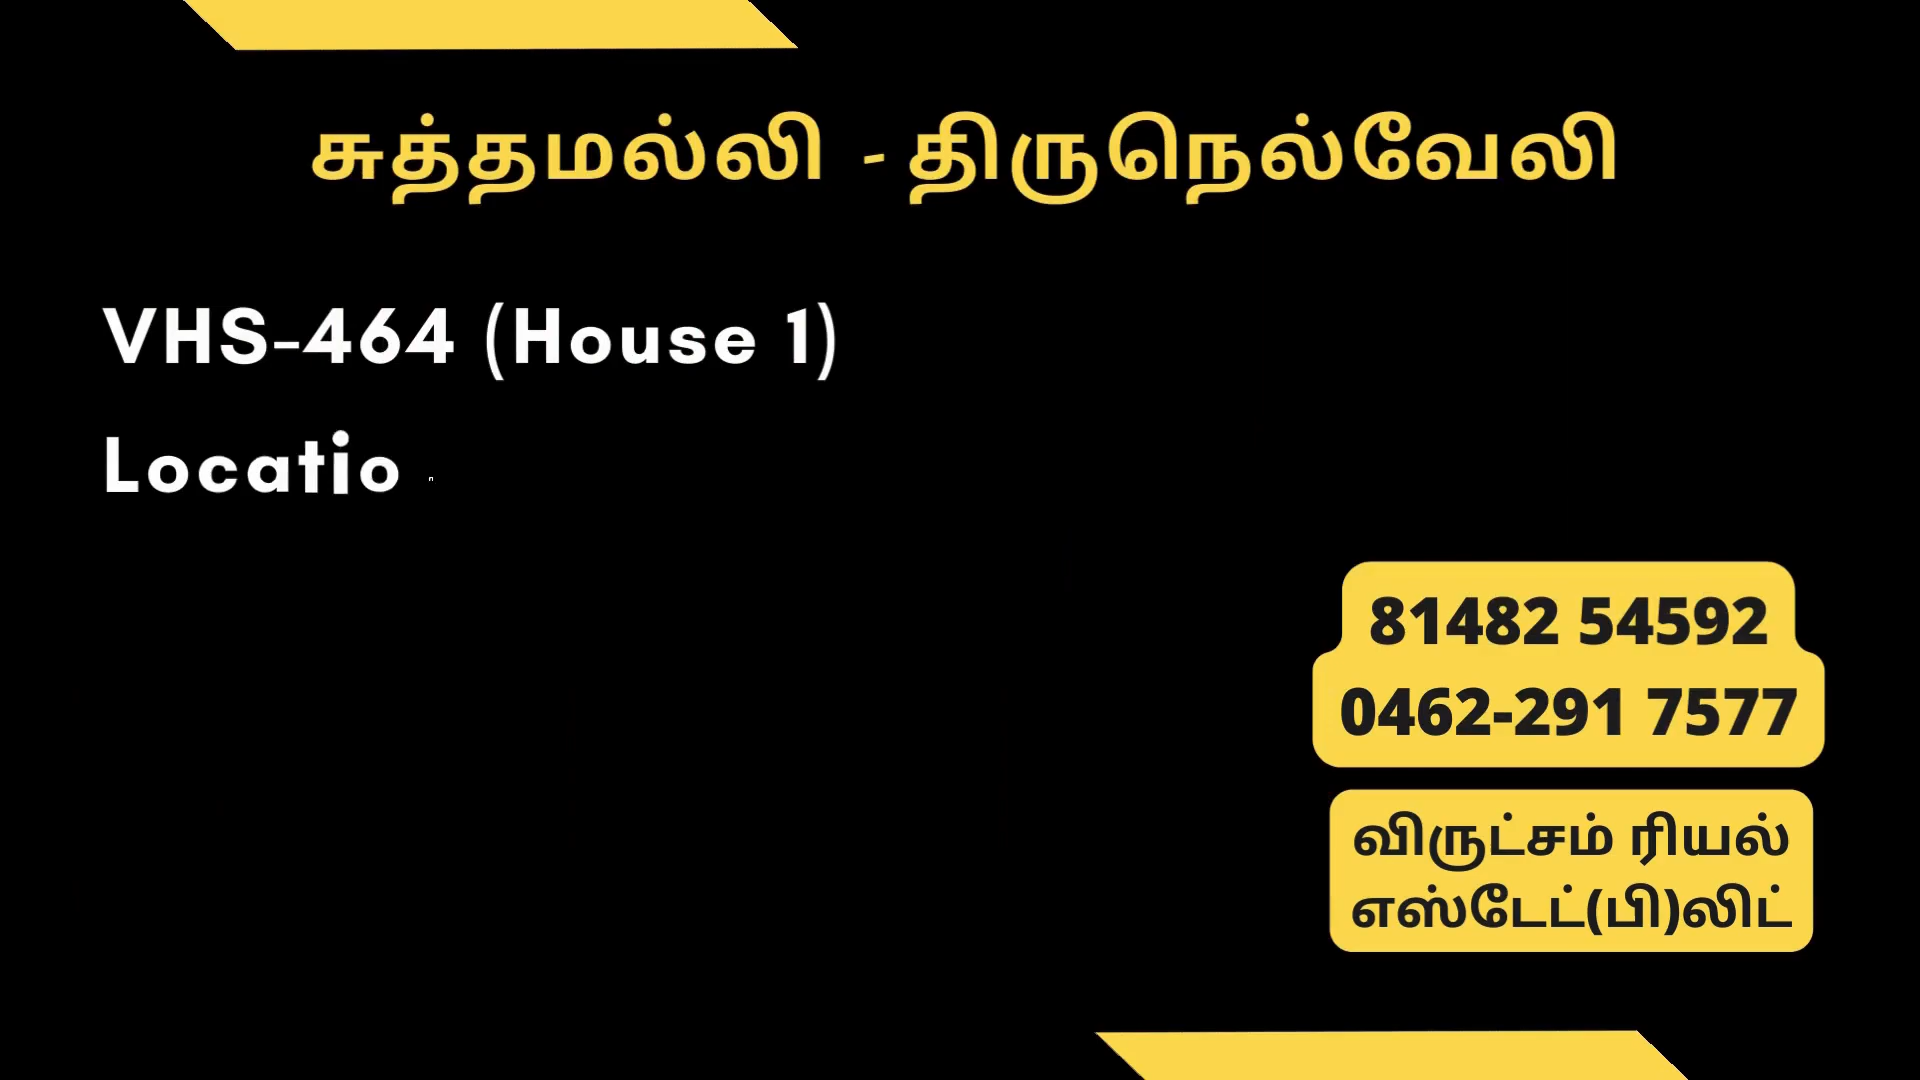 சுத்தமல்லி - திருநெல்வேலி
VHS-464 (House 1)
Locatio n
81482 54592
0462-291 7577
விருட்சம் ரியல்
எஸ்டேட்(பி)லிட்